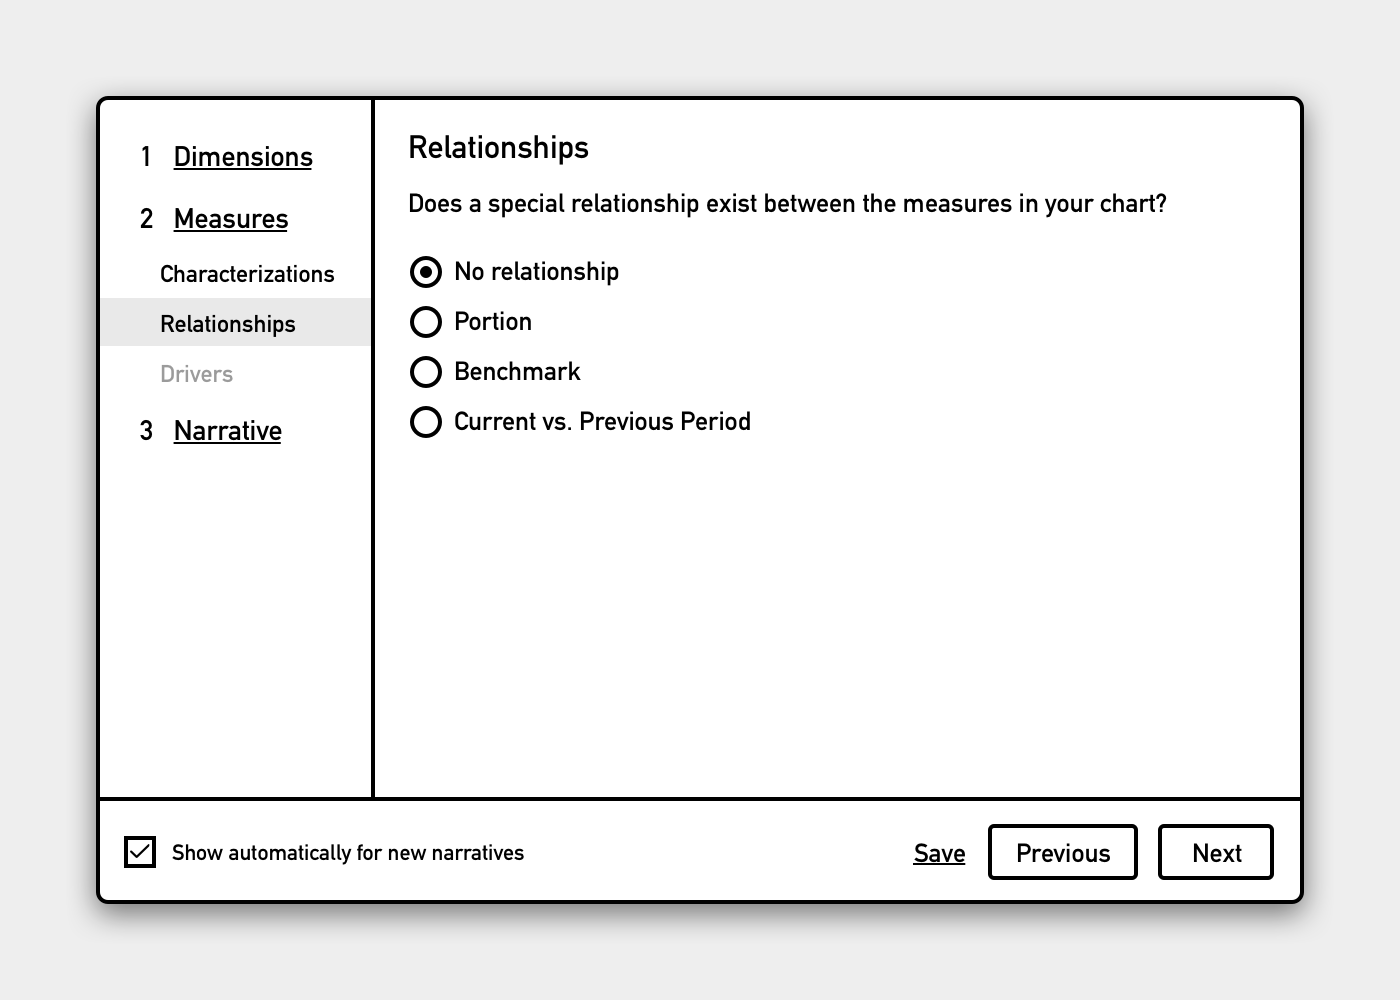 1 Dimensions
2 Measures
Characterizations
Relationships
Drivers
3 Narrative
Relationships
Does a special relationship exist between the measures in your chart?
No relationship
Portion
Benchmark
Current vs. Previous Period
Show automatically for new narratives
Save
Previous
Next